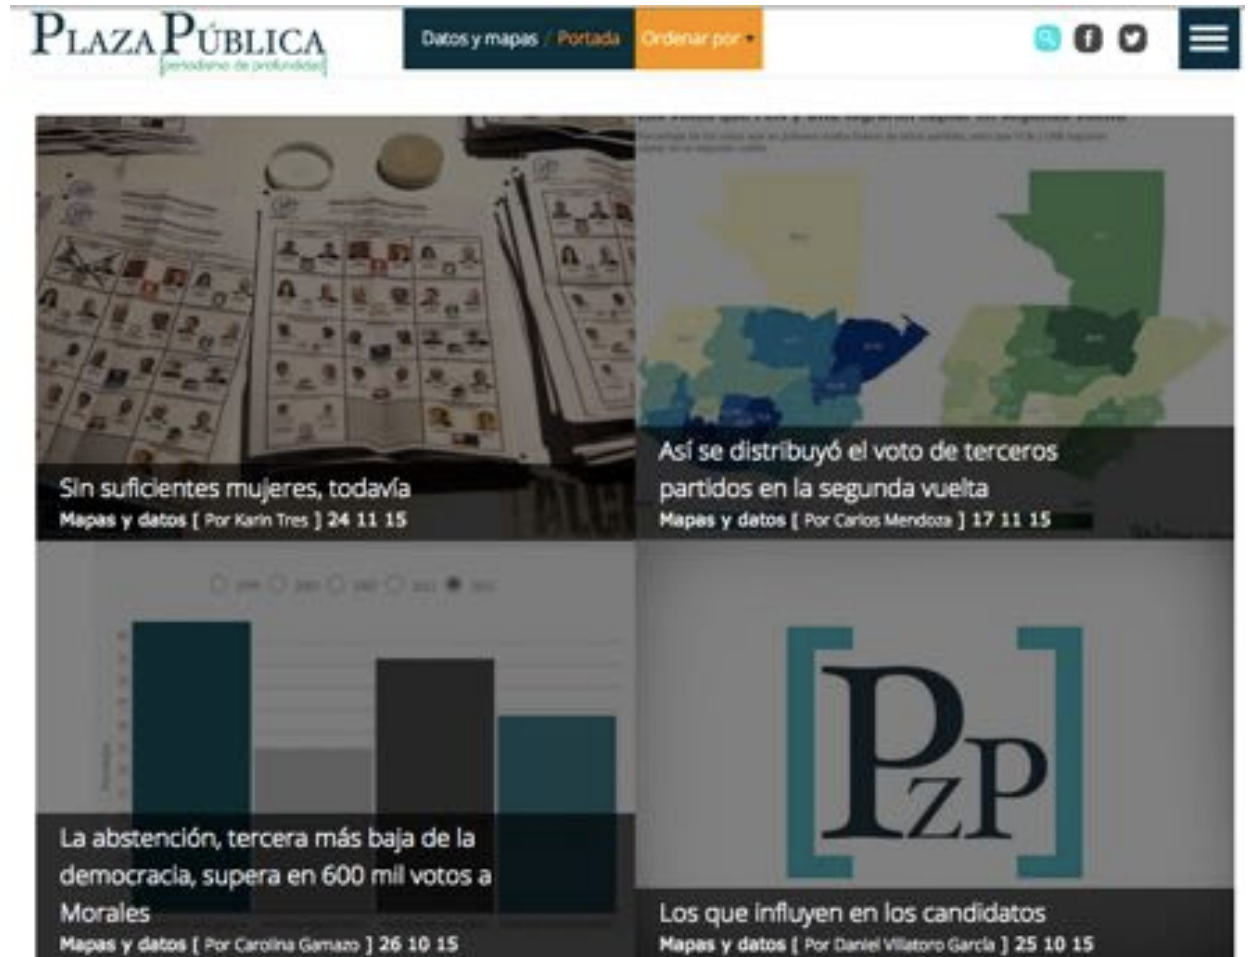 PLAZA PÚBLICA
[periodismo de profundidad]
Datos y mapas / Portada
Ordenar por
Sin suficientes mujeres, todavía
Mapas y datos [ Por Karin Tres ] 24 11 15
Así se distribuyó el voto de terceros
partidos en la segunda vuelta
Mapas y datos [ Por Carlos Mendoza ] 17 11 15
La abstención, tercera más baja de la
democracia, supera en 600 mil votos a
Morales
Mapas y datos [ Por Carolina Gamazo ] 26 10 15
PZP
Los que influyen en los candidatos
Mapas y datos [ Por Daniel Villatoro García ] 25 10 15